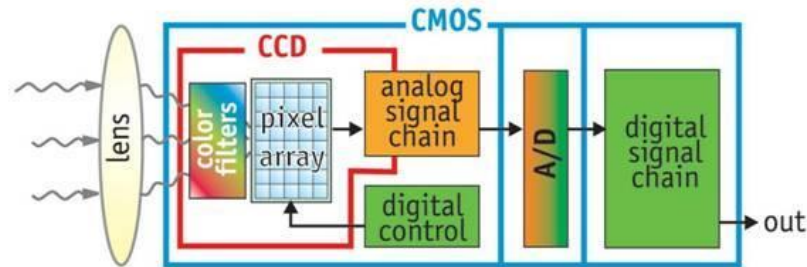 CMOS
CCD
lens
color
filters
pixel
array
analog
signal
chain
digital
control
A/D
digital
signal
chain
out